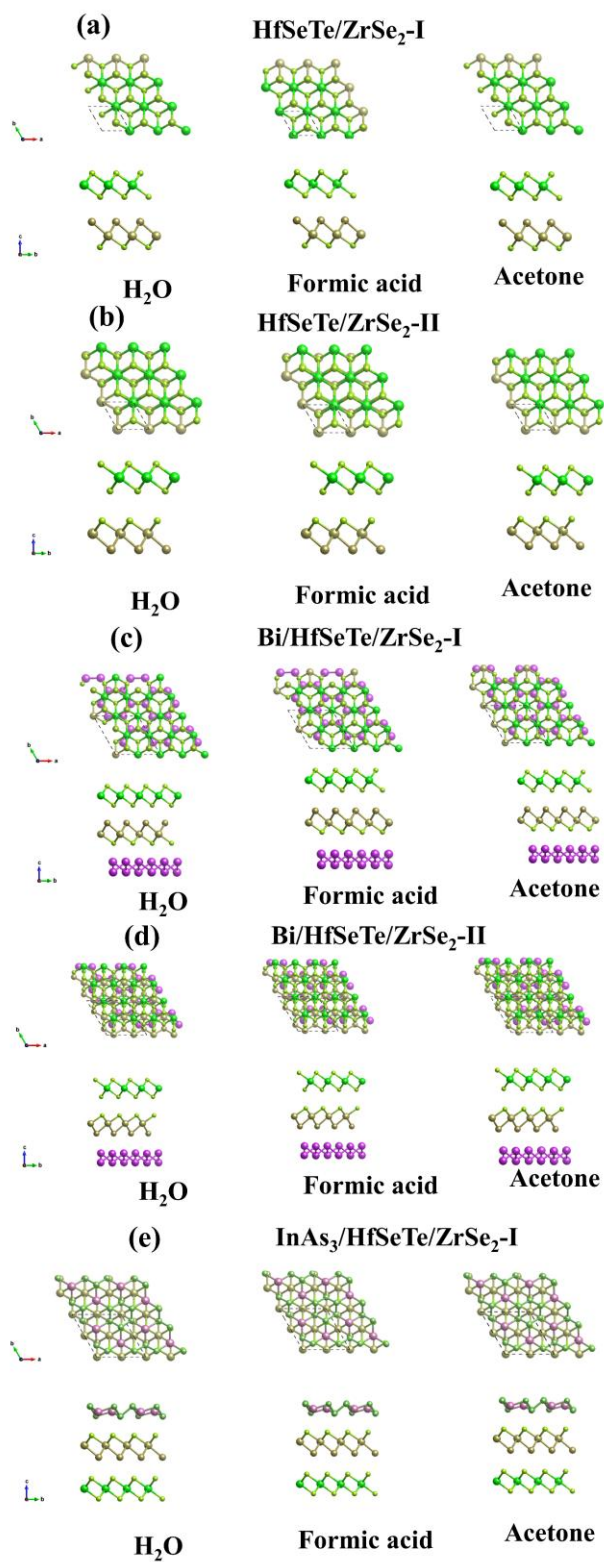 (a) HfSeTe/ZrSe₂-I
b a
c b
H₂O Formic acid Acetone
(b) HfSeTe/ZrSe₂-II
b a
c b
H₂O Formic acid Acetone
(c) Bi/HfSeTe/ZrSe₂-I
b a
c b
H₂O Formic acid Acetone
(d) Bi/HfSeTe/ZrSe₂-II
b a
c b
H₂O Formic acid Acetone
(e) InAs₃/HfSeTe/ZrSe₂-I
b a
c b
H₂O Formic acid Acetone